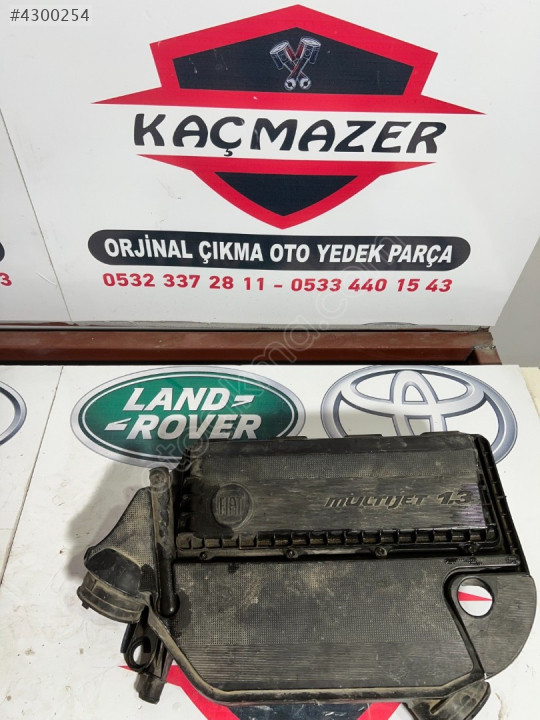 #4300254
KAÇMAZER
ORJİNAL ÇIKMA OTO YEDEK PARÇA
3
0532 337 28 11 - 0533 440 15 43
LAND-
-ROVER
FIAT
MULTIJET 1.3